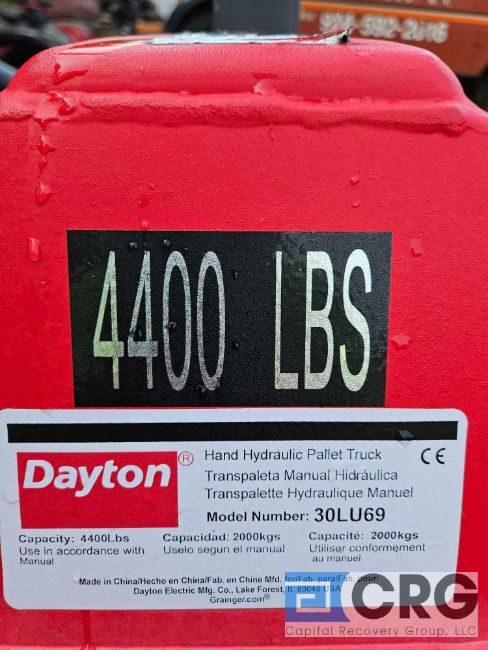 4400 LBS
Dayton®
Hand Hydraulic Pallet Truck
Transpaleta Manual Hidráulica
Transpalette Hydraulique Manuel
CE
Model Number: 30LU69
Capacity: 4400Lbs
Use in accordance with
Manual
Capacidad: 2000kgs
Uselo segun el manual
Capacité: 2000kgs
Utiliser conformement
au manuel
Made in China/Hecho en China/Fab. en Chine Mfd. for/Fab. para/Fab. pour:
Dayton Electric Mfg. Co., Lake Forest, IL 60045 USA
Grainger.com®
CRG
Capital Recovery Group, LLC